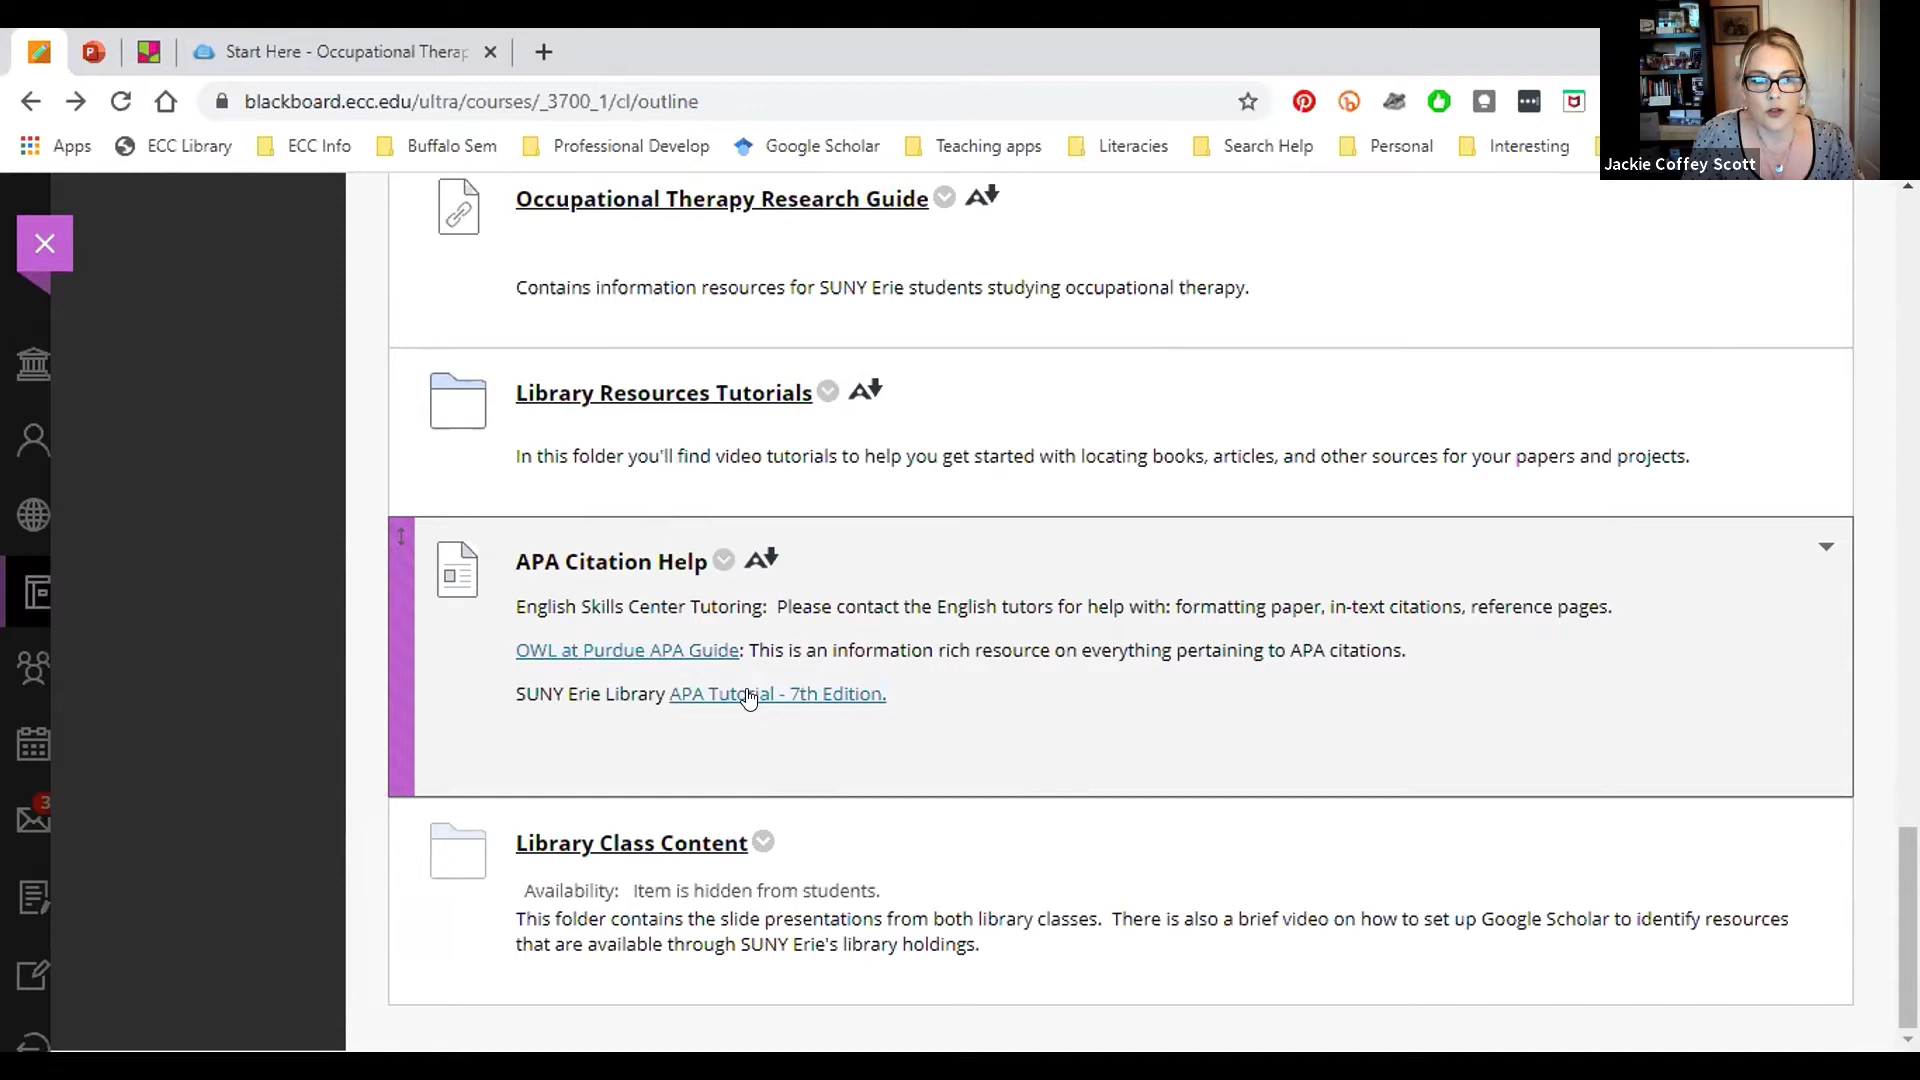 Start Here - Occupational Therap
blackboard.ecc.edu/ultra/courses/_3700_1/cl/outline
Apps ECC Library ECC Info Buffalo Sem Professional Develop Google Scholar Teaching apps Literacies Search Help Personal Interesting
Jackie Coffey Scott
Occupational Therapy Research Guide
Contains information resources for SUNY Erie students studying occupational therapy.
Library Resources Tutorials
In this folder you'll find video tutorials to help you get started with locating books, articles, and other sources for your papers and projects.
APA Citation Help
English Skills Center Tutoring: Please contact the English tutors for help with: formatting paper, in-text citations, reference pages.
OWL at Purdue APA Guide: This is an information rich resource on everything pertaining to APA citations.
SUNY Erie Library APA Tutorial - 7th Edition.
3
Library Class Content
Availability: Item is hidden from students.
This folder contains the slide presentations from both library classes. There is also a brief video on how to set up Google Scholar to identify resources
that are available through SUNY Erie's library holdings.